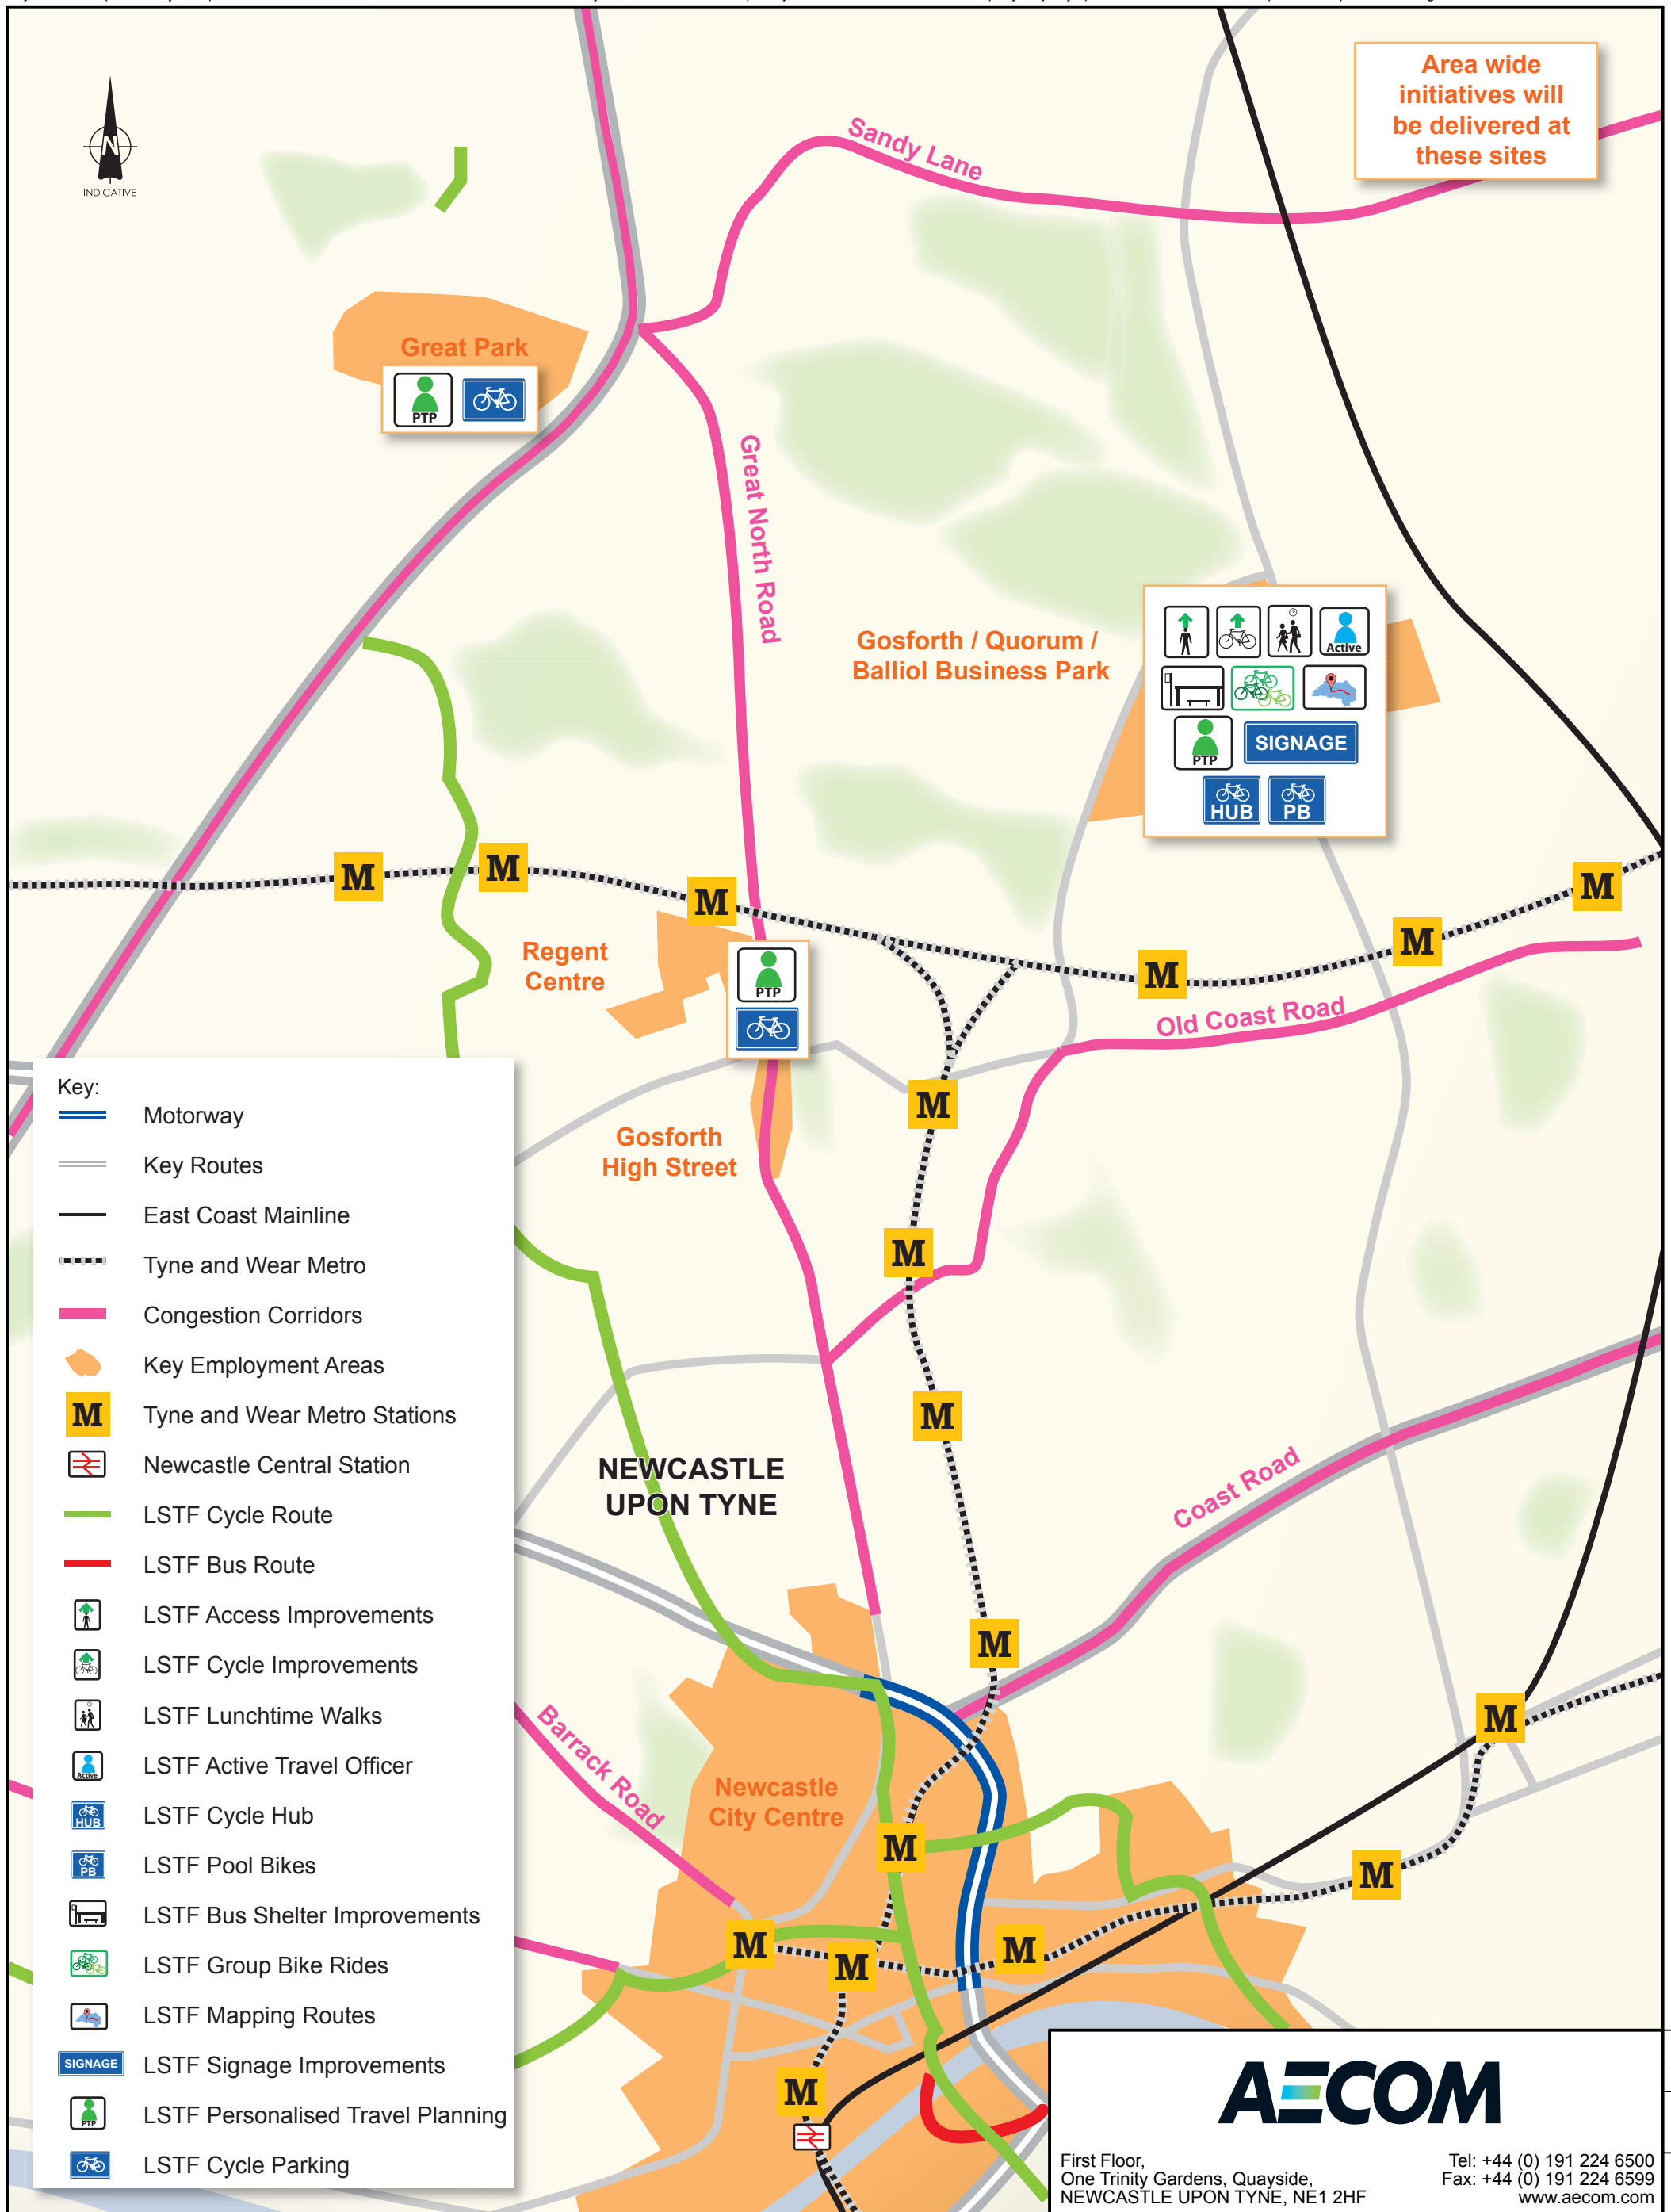 N
INDICATIVE
Area wide
initiatives will
be delivered at
these sites
Sandy Lane
Great Park
PTP
Great North Road
Gosforth / Quorum /
Balliol Business Park
Active
PTP
SIGNAGE
HUB
PB
M
M
M
M
M
M
Regent
Centre
PTP
Old Coast Road
Gosforth
High Street
M
M
M
NEWCASTLE
UPON TYNE
Coast Road
M
M
Barrack Road
Newcastle
City Centre
M
M
M
M
M
M
Key:
Motorway
Key Routes
East Coast Mainline
Tyne and Wear Metro
Congestion Corridors
Key Employment Areas
M
Tyne and Wear Metro Stations
Newcastle Central Station
LSTF Cycle Route
LSTF Bus Route
LSTF Access Improvements
LSTF Cycle Improvements
LSTF Lunchtime Walks
Active
LSTF Active Travel Officer
HUB
LSTF Cycle Hub
PB
LSTF Pool Bikes
LSTF Bus Shelter Improvements
LSTF Group Bike Rides
LSTF Mapping Routes
SIGNAGE
LSTF Signage Improvements
PTP
LSTF Personalised Travel Planning
LSTF Cycle Parking
AECOM
First Floor,
One Trinity Gardens, Quayside,
NEWCASTLE UPON TYNE, NE1 2HF
Tel: +44 (0) 191 224 6500
Fax: +44 (0) 191 224 6599
www.aecom.com